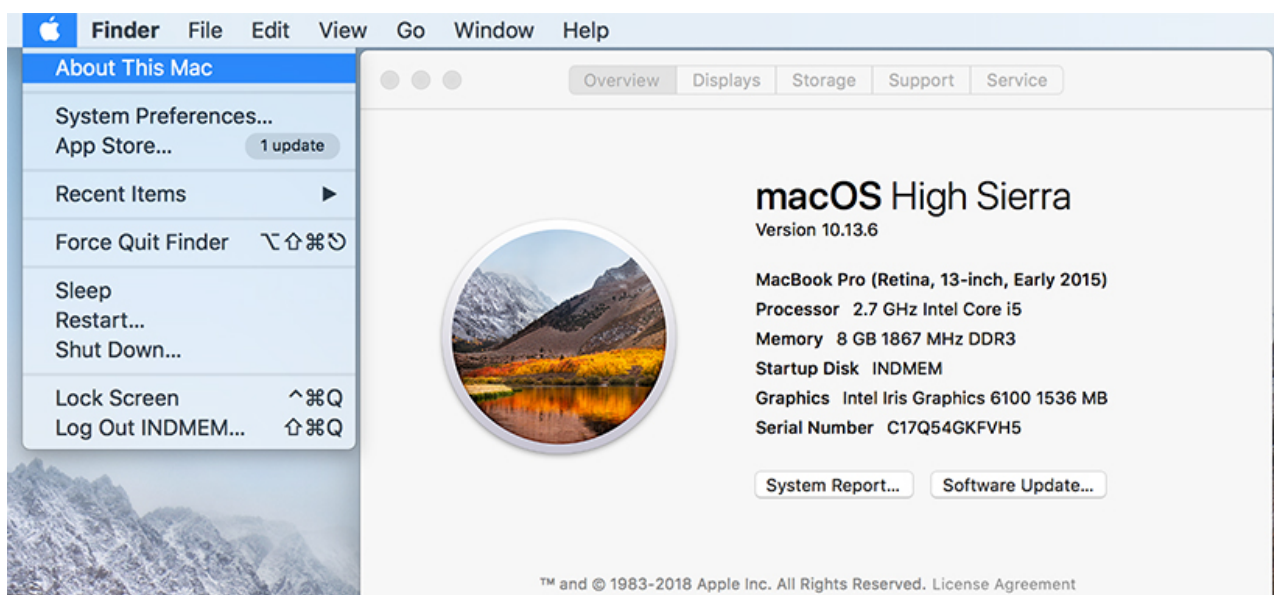 Finder File Edit View Go Window Help
About This Mac
System Preferences...
App Store... 1 update
Recent Items ▶
Force Quit Finder ⌥⇧⌘⎋
Sleep
Restart...
Shut Down...
Lock Screen ^⌘Q
Log Out INDMEM... ⇧⌘Q
Overview Displays Storage Support Service
macOS High Sierra
Version 10.13.6
MacBook Pro (Retina, 13-inch, Early 2015)
Processor 2.7 GHz Intel Core i5
Memory 8 GB 1867 MHz DDR3
Startup Disk INDMEM
Graphics Intel Iris Graphics 6100 1536 MB
Serial Number C17Q54GKFVH5
System Report... Software Update...
™ and © 1983-2018 Apple Inc. All Rights Reserved. License Agreement